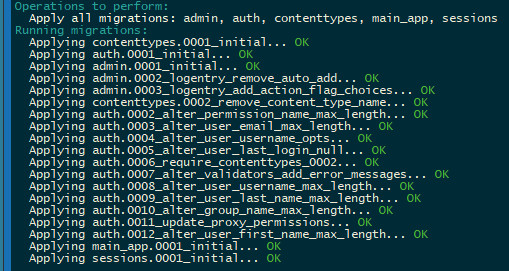 Operations to perform:
  Apply all migrations: admin, auth, contenttypes, main_app, sessions
Running migrations:
  Applying contenttypes.0001_initial... OK
  Applying auth.0001_initial... OK
  Applying admin.0001_initial... OK
  Applying admin.0002_logentry_remove_auto_add... OK
  Applying admin.0003_logentry_add_action_flag_choices... OK
  Applying contenttypes.0002_remove_content_type_name... OK
  Applying auth.0002_alter_permission_name_max_length... OK
  Applying auth.0003_alter_user_email_max_length... OK
  Applying auth.0004_alter_user_username_opts... OK
  Applying auth.0005_alter_user_last_login_null... OK
  Applying auth.0006_require_contenttypes_0002... OK
  Applying auth.0007_alter_validators_add_error_messages... OK
  Applying auth.0008_alter_user_username_max_length... OK
  Applying auth.0009_alter_user_last_name_max_length... OK
  Applying auth.0010_alter_group_name_max_length... OK
  Applying auth.0011_update_proxy_permissions... OK
  Applying auth.0012_alter_user_first_name_max_length... OK
  Applying main_app.0001_initial... OK
  Applying sessions.0001_initial... OK